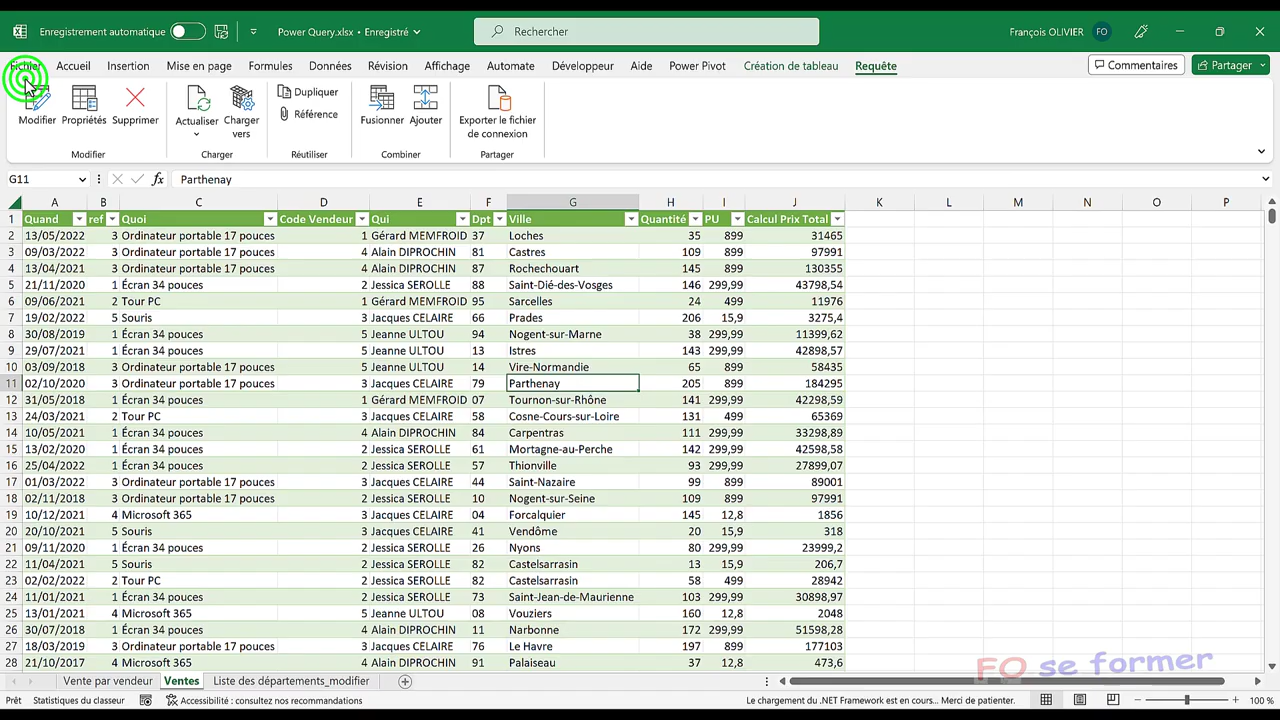 Enregistrement automatique Power Query.xlsx • Enregistré Rechercher François OLIVIER FO
Fichier Accueil Insertion Mise en page Formules Données Révision Affichage Automate Développeur Aide Power Pivot Création de tableau Requête Commentaires Partager
Modifier Propriétés Supprimer Actualiser Charger vers Dupliquer Référence Fusionner Ajouter Exporter le fichier de connexion
Modifier Charger Réutiliser Combiner Partager
G11 fx Parthenay
A B C D E F G H I J K L M N O P
1 Quand ref Quoi Code Vendeur Qui Dpt Ville Quantité PU Calcul Prix Total
2 13/05/2022 3 Ordinateur portable 17 pouces 1 Gérard MEMFROID 37 Loches 35 899 31465
3 09/03/2022 3 Ordinateur portable 17 pouces 4 Alain DIPROCHIN 81 Castres 109 899 97991
4 13/04/2021 3 Ordinateur portable 17 pouces 4 Alain DIPROCHIN 87 Rochechouart 145 899 130355
5 21/11/2020 1 Écran 34 pouces 2 Jessica SEROLLE 88 Saint-Dié-des-Vosges 146 299,99 43798,54
6 09/06/2021 2 Tour PC 1 Gérard MEMFROID 95 Sarcelles 24 499 11976
7 19/02/2022 5 Souris 3 Jacques CELAIRE 66 Prades 206 15,9 3275,4
8 30/08/2019 1 Écran 34 pouces 5 Jeanne ULTOU 94 Nogent-sur-Marne 38 299,99 11399,62
9 29/07/2021 1 Écran 34 pouces 5 Jeanne ULTOU 13 Istres 143 299,99 42898,57
10 03/09/2018 3 Ordinateur portable 17 pouces 5 Jeanne ULTOU 14 Vire-Normandie 65 899 58435
11 02/10/2020 3 Ordinateur portable 17 pouces 3 Jacques CELAIRE 79 Parthenay 205 899 184295
12 31/05/2018 1 Écran 34 pouces 1 Gérard MEMFROID 07 Tournon-sur-Rhône 141 299,99 42298,59
13 24/03/2021 2 Tour PC 3 Jacques CELAIRE 58 Cosne-Cours-sur-Loire 131 499 65369
14 10/05/2021 1 Écran 34 pouces 4 Alain DIPROCHIN 84 Carpentras 111 299,99 33298,89
15 13/02/2020 1 Écran 34 pouces 2 Jessica SEROLLE 61 Mortagne-au-Perche 142 299,99 42598,58
16 25/04/2022 1 Écran 34 pouces 2 Jessica SEROLLE 57 Thionville 93 299,99 27899,07
17 01/03/2022 3 Ordinateur portable 17 pouces 3 Jacques CELAIRE 44 Saint-Nazaire 99 899 89001
18 02/11/2018 3 Ordinateur portable 17 pouces 2 Jessica SEROLLE 10 Nogent-sur-Seine 109 899 97991
19 10/12/2021 4 Microsoft 365 3 Jacques CELAIRE 04 Forcalquier 145 12,8 1856
20 20/10/2021 5 Souris 3 Jacques CELAIRE 41 Vendôme 20 15,9 318
21 09/11/2020 1 Écran 34 pouces 2 Jessica SEROLLE 26 Nyons 80 299,99 23999,2
22 11/04/2021 5 Souris 2 Jessica SEROLLE 82 Castelsarrasin 13 15,9 206,7
23 02/02/2022 2 Tour PC 2 Jessica SEROLLE 82 Castelsarrasin 58 499 28942
24 11/01/2021 1 Écran 34 pouces 2 Jessica SEROLLE 73 Saint-Jean-de-Maurienne 103 299,99 30898,97
25 13/01/2021 4 Microsoft 365 5 Jeanne ULTOU 08 Vouziers 160 12,8 2048
26 30/07/2018 1 Écran 34 pouces 4 Alain DIPROCHIN 11 Narbonne 172 299,99 51598,28
27 18/03/2019 3 Ordinateur portable 17 pouces 3 Jacques CELAIRE 76 Le Havre 197 899 177103
28 21/10/2017 4 Microsoft 365 4 Alain DIPROCHIN 91 Palaiseau 37 12,8 473,6
FO se former
Vente par vendeur Ventes Liste des départements_modifier
Prêt Statistiques du classeur Accessibilité : consultez nos recommandations Le chargement du .NET Framework est en cours... Merci de patienter. 100 %